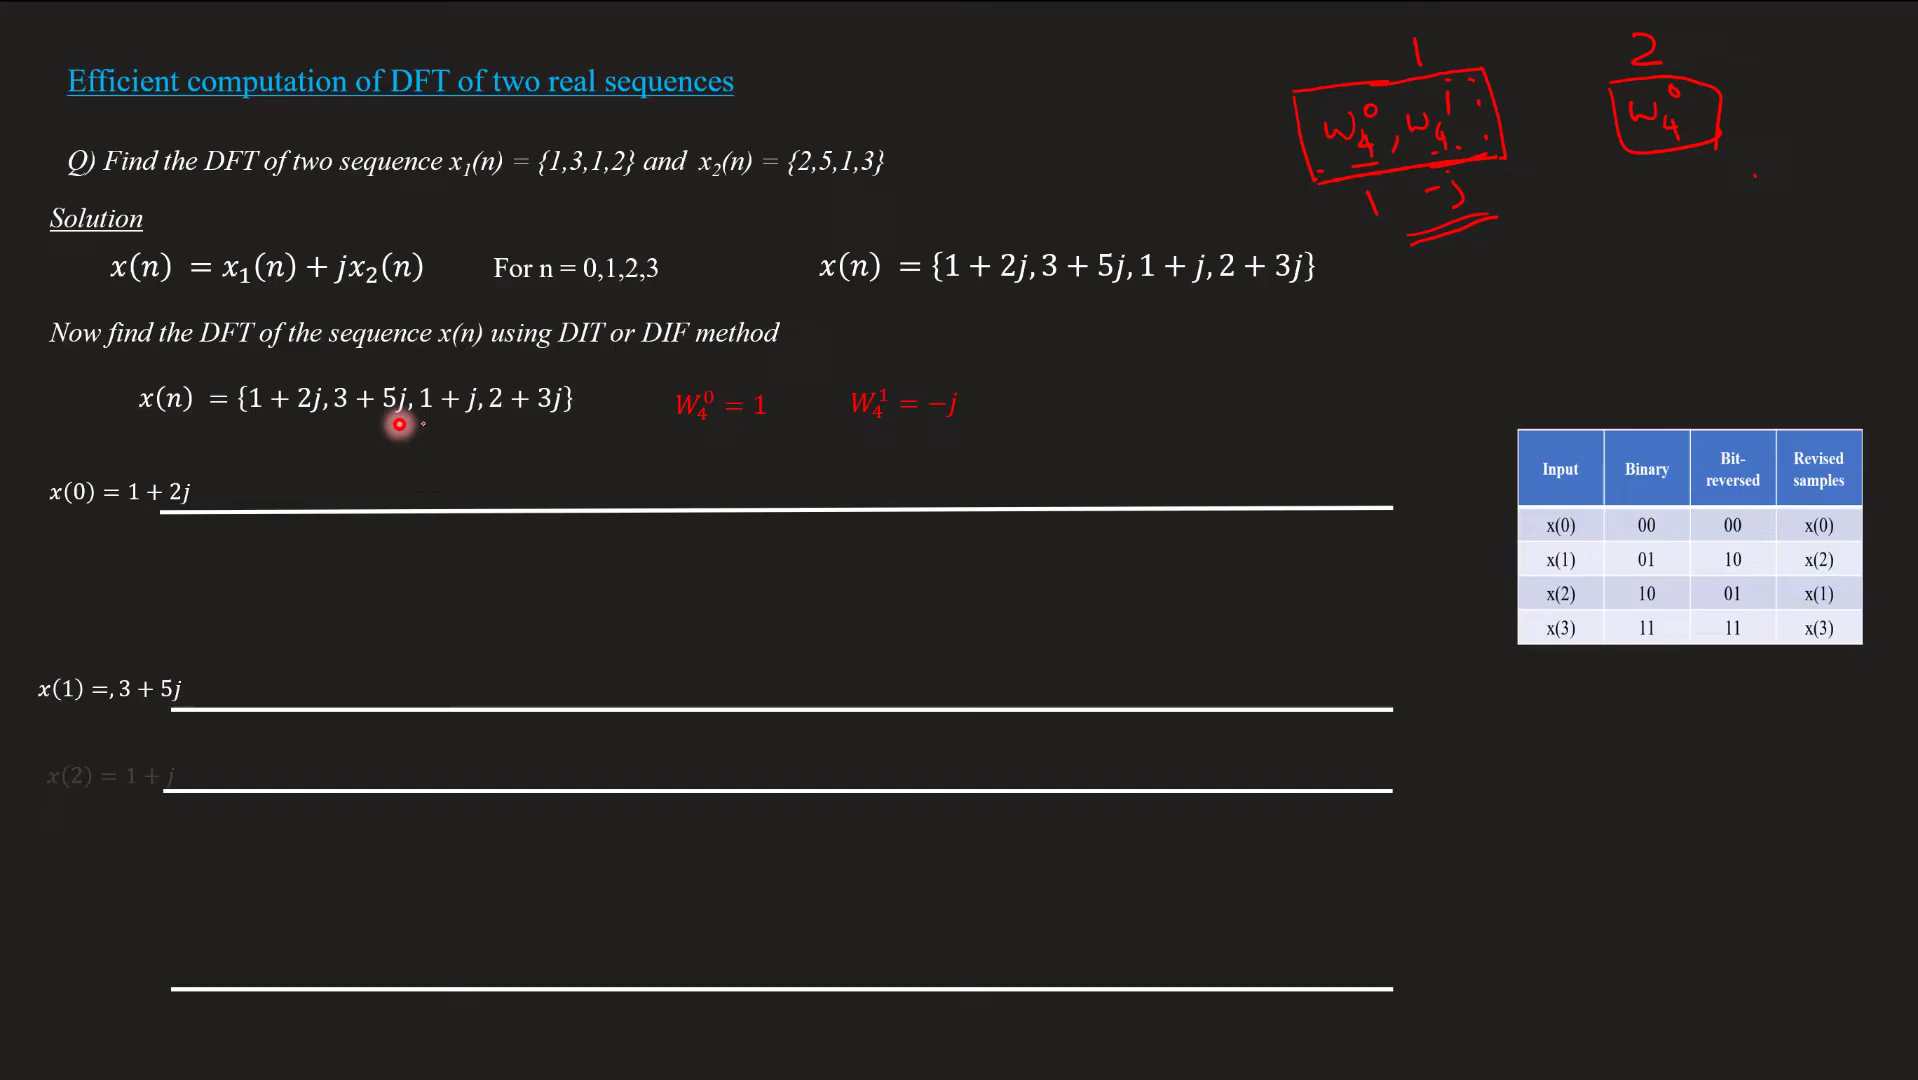 Efficient computation of DFT of two real sequences
1
2
W₄⁰, W₄¹
W₄⁰
1 -j
Q) Find the DFT of two sequence x₁(n) = {1,3,1,2} and x₂(n) = {2,5,1,3}
Solution
x(n) = x₁(n) + jx₂(n) For n = 0,1,2,3 x(n) = {1 + 2j, 3 + 5j, 1 + j, 2 + 3j}
Now find the DFT of the sequence x(n) using DIT or DIF method
x(n) = {1 + 2j, 3 + 5j, 1 + j, 2 + 3j} W₄⁰ = 1 W₄¹ = −j
x(0) = 1 + 2j
x(1) =, 3 + 5j
x(2) = 1 + j
Input Binary Bit-reversed Revised samples
x(0) 00 00 x(0)
x(1) 01 10 x(2)
x(2) 10 01 x(1)
x(3) 11 11 x(3)